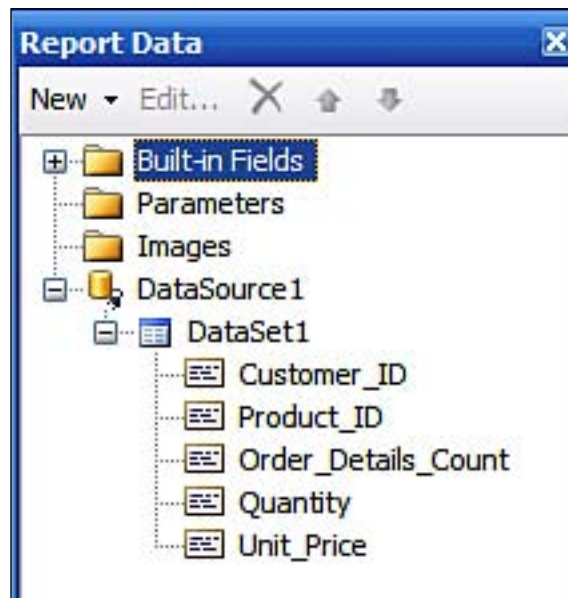 Report Data
New Edit...
Built-in Fields
Parameters
Images
DataSource1
DataSet1
Customer_ID
Product_ID
Order_Details_Count
Quantity
Unit_Price